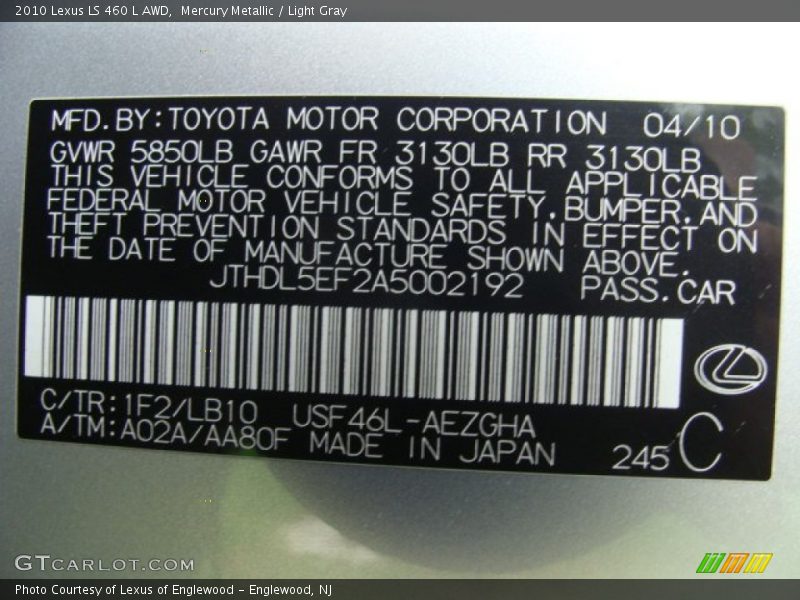 2010 Lexus LS 460 L AWD,  Mercury Metallic / Light Gray
MFD.BY:TOYOTA MOTOR CORPORATION 04/10
GVWR 5850LB GAWR FR 3130LB RR 3130LB
THIS VEHICLE CONFORMS TO ALL APPLICABLE
FEDERAL MOTOR VEHICLE SAFETY,BUMPER,AND
THEFT PREVENTION STANDARDS IN EFFECT ON
THE DATE OF MANUFACTURE SHOWN ABOVE.
JTHDL5EF2A5002192 PASS.CAR
C/TR:1F2/LB10 USF46L-AEZGHA
A/TM:A02A/AA80F MADE IN JAPAN 245 C
GTCARLOT.COM
Photo Courtesy of Lexus of Englewood - Englewood, NJ